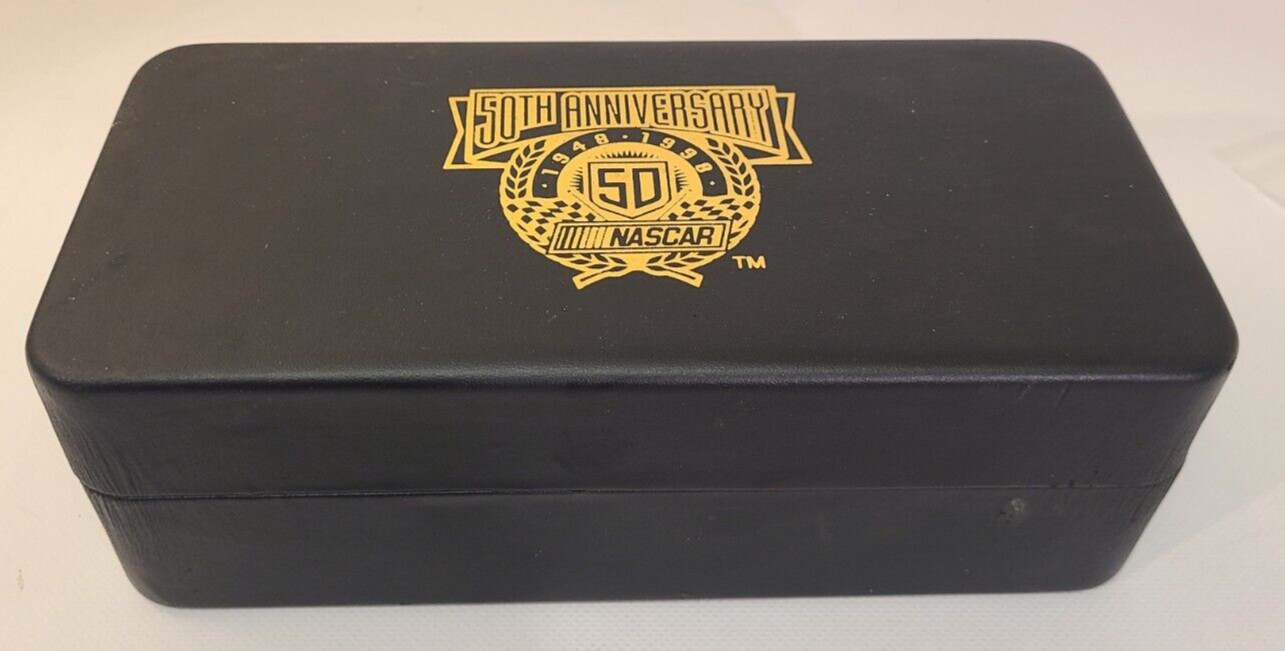 50TH ANNIVERSARY
1948 · 1998
50
NASCAR
TM